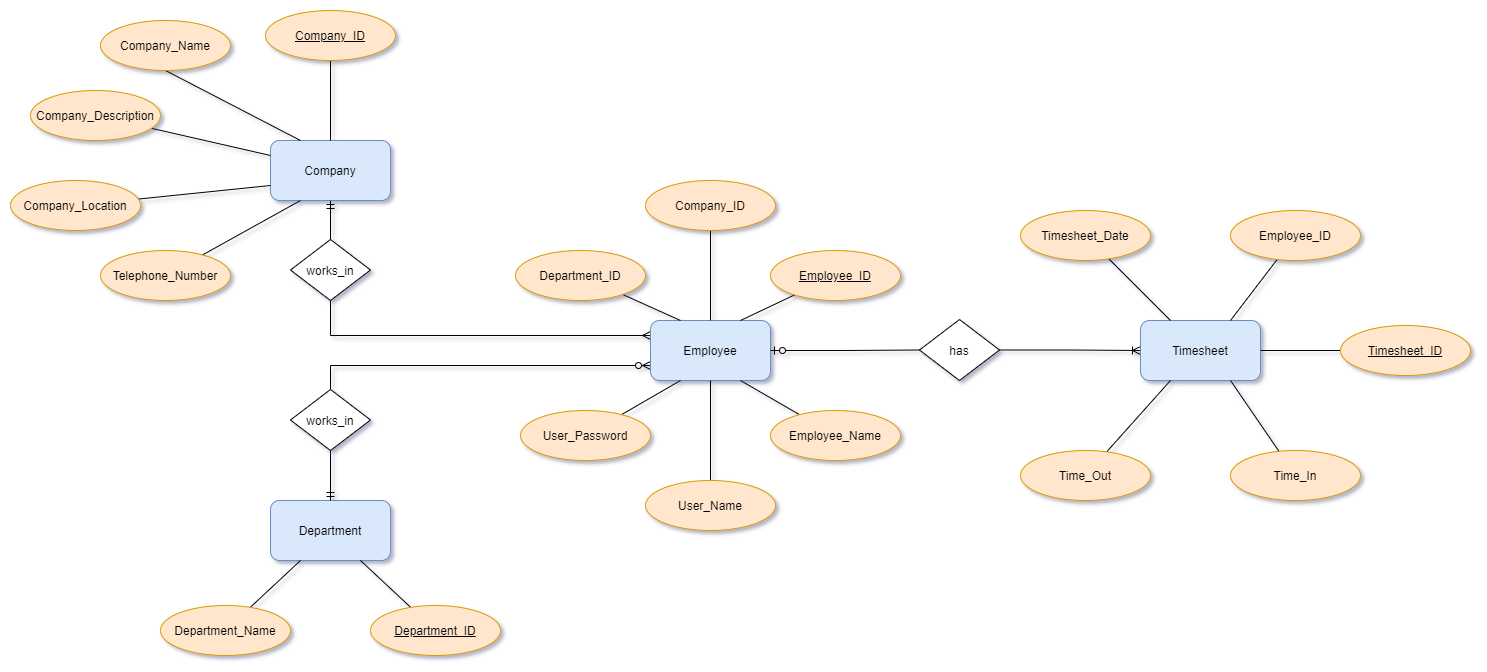 Company_ID
Company_Name
Company_Description
Company
Company_Location
Telephone_Number
works_in
Company_ID
Department_ID
Employee_ID
Employee
User_Password
Employee_Name
User_Name
has
Timesheet_Date
Employee_ID
Timesheet
Timesheet_ID
Time_Out
Time_In
works_in
Department
Department_Name
Department_ID